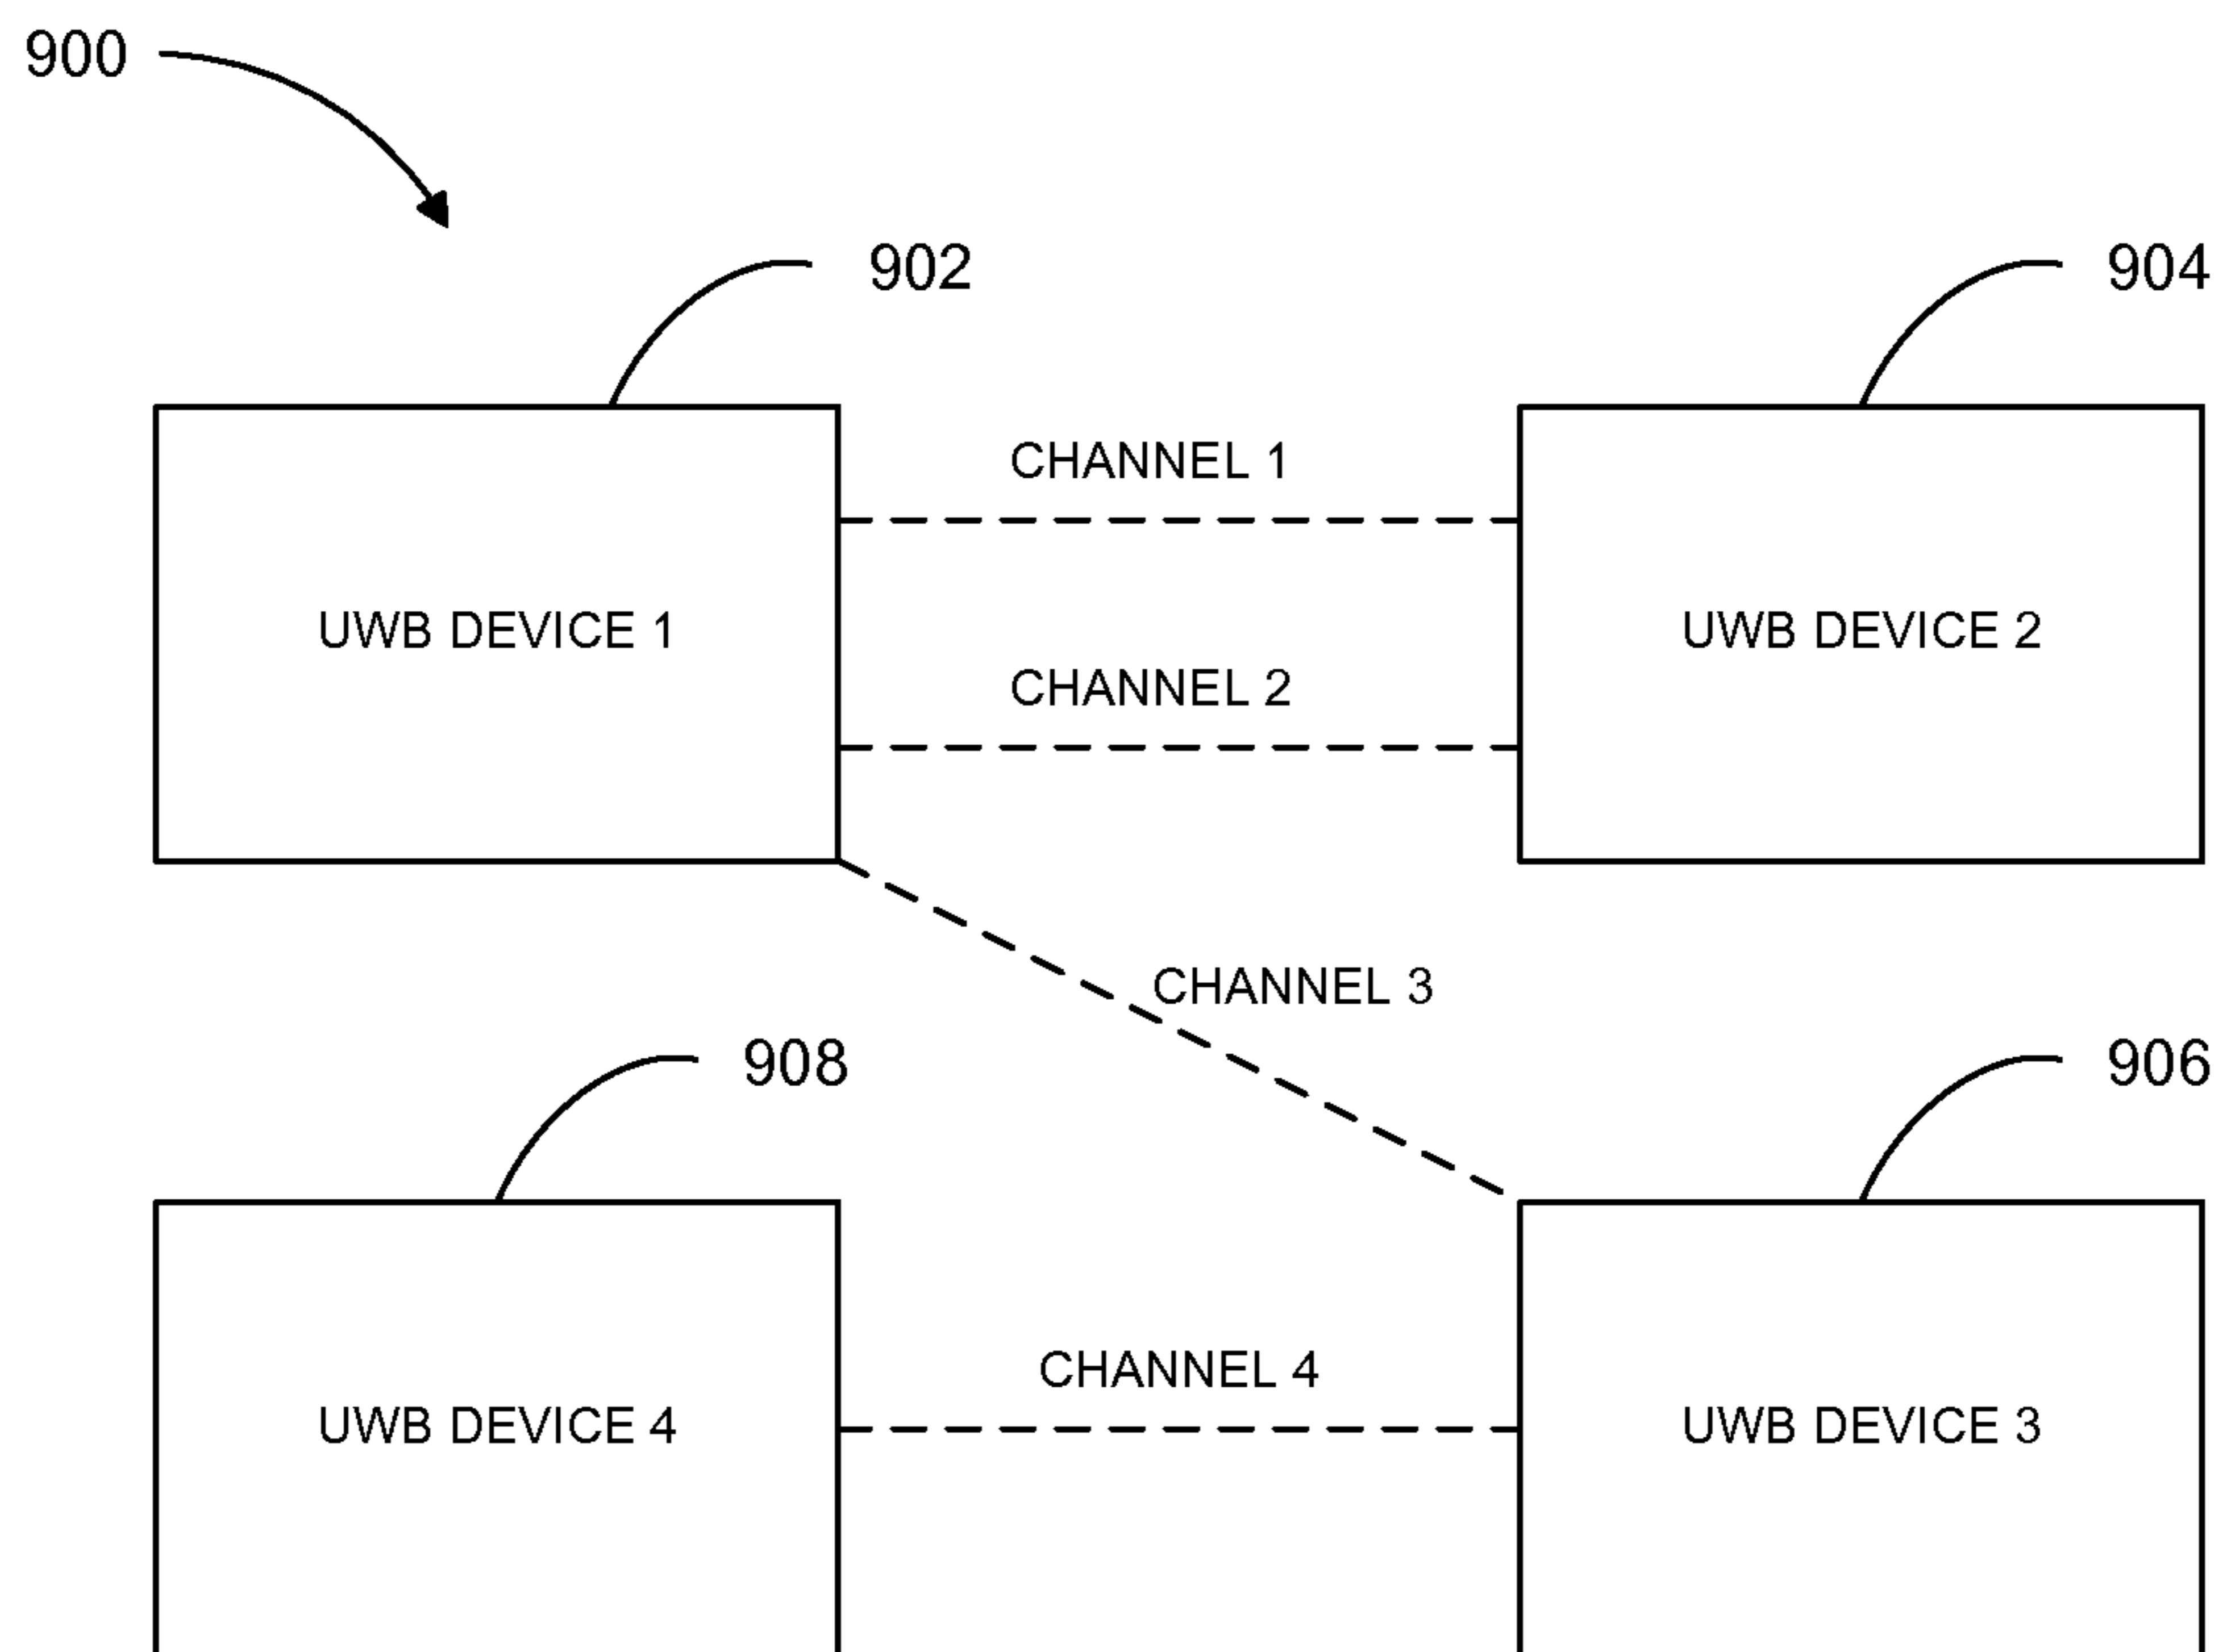 900
902
904
CHANNEL 1
UWB DEVICE 1
UWB DEVICE 2
CHANNEL 2
CHANNEL 3
908
906
CHANNEL 4
UWB DEVICE 4
UWB DEVICE 3